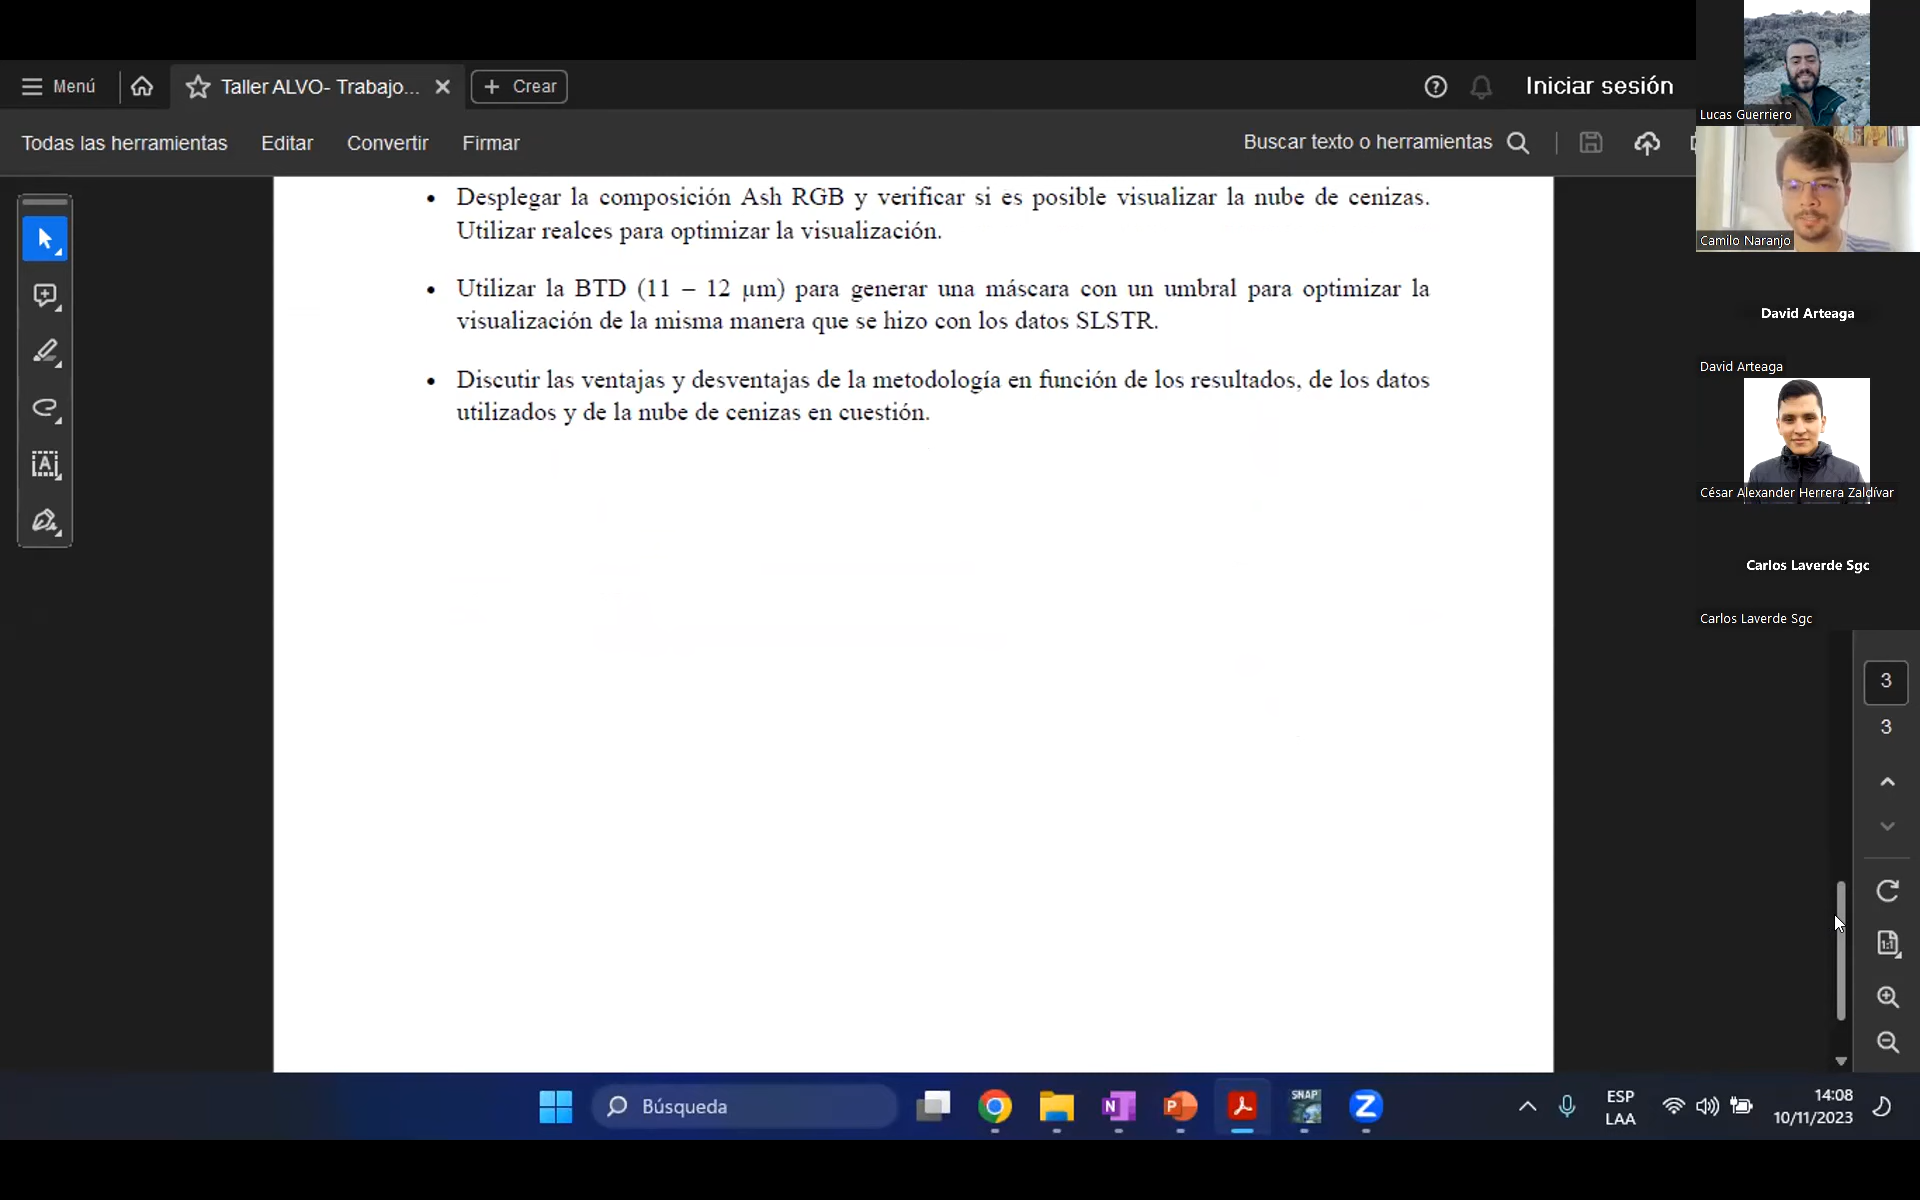 Menú
Taller ALVO- Trabajo...
Crear
Iniciar sesión
Todas las herramientas
Editar
Convertir
Firmar
Buscar texto o herramientas
• Desplegar la composición Ash RGB y verificar si es posible visualizar la nube de cenizas.
Utilizar realces para optimizar la visualización.
• Utilizar la BTD (11 – 12 µm) para generar una máscara con un umbral para optimizar la
visualización de la misma manera que se hizo con los datos SLSTR.
• Discutir las ventajas y desventajas de la metodología en función de los resultados, de los datos
utilizados y de la nube de cenizas en cuestión.
Lucas Guerriero
Camilo Naranjo
David Arteaga
David Arteaga
César Alexander Herrera Zaldívar
Carlos Laverde Sgc
Carlos Laverde Sgc
3
3
1:1
Búsqueda
N
P
SNAP
Z
ESP
LAA
14:08
10/11/2023